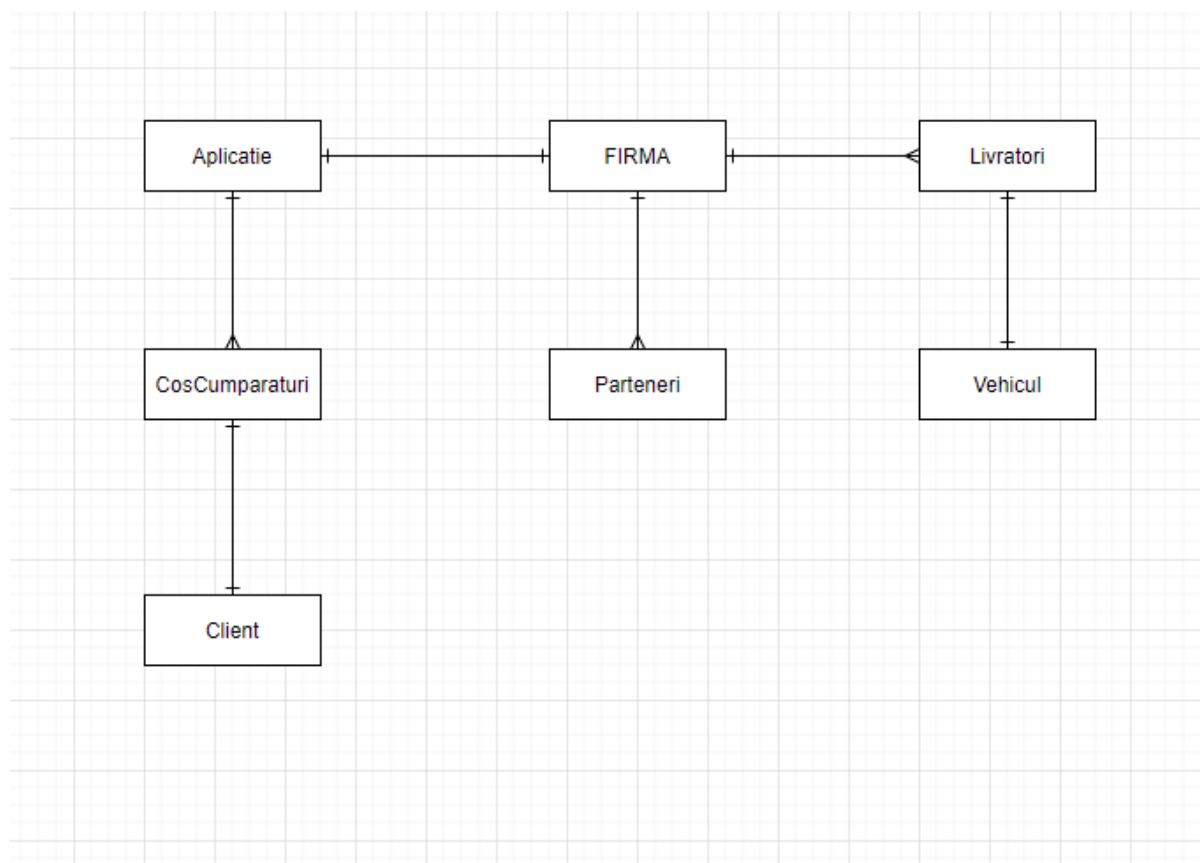 Aplicatie
FIRMA
Livratori
CosCumparaturi
Parteneri
Vehicul
Client